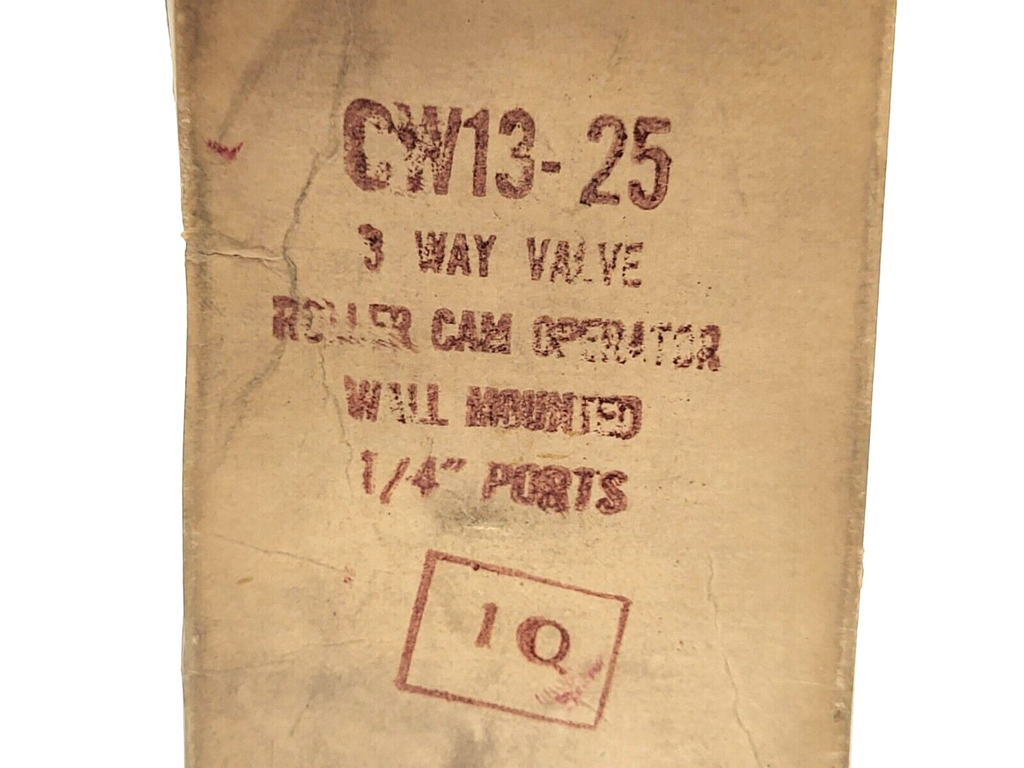 CW13-25
3 WAY VALVE
ROLLER CAM OPERATOR
WALL MOUNTED
1/4" PORTS
1Q